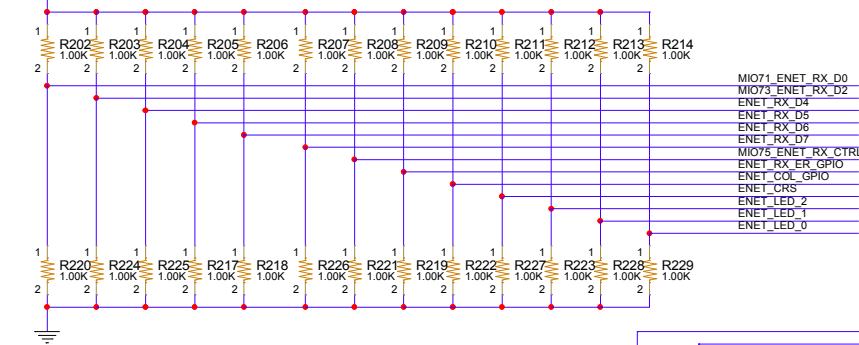 1 1 1 1 1 1 1 1 1 1 1 1 1
R202 R203 R204 R205 R206 R207 R208 R209 R210 R211 R212 R213 R214
1.00K 1.00K 1.00K 1.00K 1.00K 1.00K 1.00K 1.00K 1.00K 1.00K 1.00K 1.00K 1.00K
2 2 2 2 2 2 2 2 2 2 2 2 2
MIO71_ENET_RX_D0
MIO73_ENET_RX_D2
ENET_RX_D4
ENET_RX_D5
ENET_RX_D6
ENET_RX_D7
MIO75_ENET_RX_CTRL
ENET_RX_ER_GPIO
ENET_COL_GPIO
ENET_CRS
ENET_LED_2
ENET_LED_1
ENET_LED_0
1 1 1 1 1 1 1 1 1 1 1 1 1
R220 R224 R225 R217 R218 R226 R221 R219 R222 R227 R223 R228 R229
1.00K 1.00K 1.00K 1.00K 1.00K 1.00K 1.00K 1.00K 1.00K 1.00K 1.00K 1.00K 1.00K
2 2 2 2 2 2 2 2 2 2 2 2 2